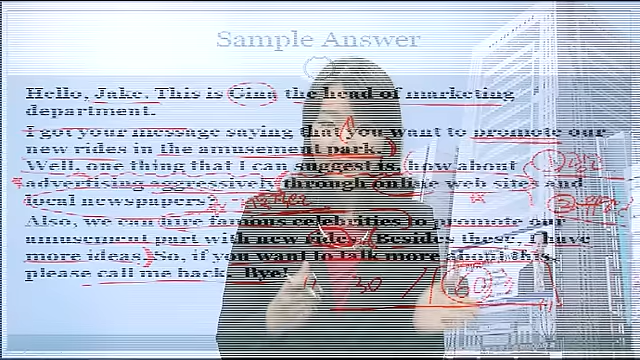 Sample Answer
Hello, Jake. This is Gina the head of marketing
department.
I got your message saying that you want to promote our
new rides in the amusement park.
Well, one thing that I can suggest is how about
advertising aggressively through online web sites and
local newspapers?
Also, we can hire famous celebrities to promote our
amusement part with new rides. Besides these, I have
more ideas. So, if you want to talk more about this,
please call me back. Bye!
30
60